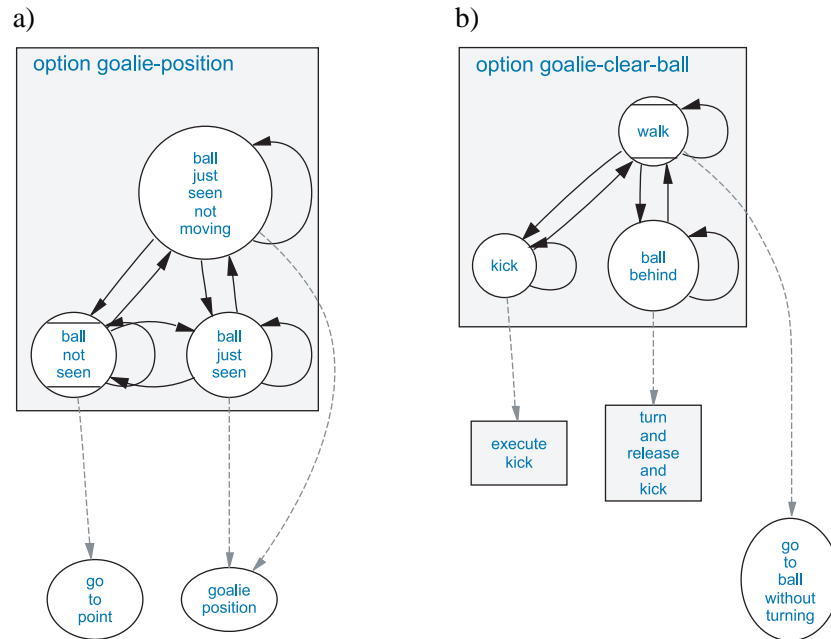 a)
option goalie-position
ball
just
seen
not
moving
ball
not
seen
ball
just
seen
go
to
point
goalie
position
b)
option goalie-clear-ball
walk
kick
ball
behind
execute
kick
turn
and
release
and
kick
go
to
ball
without
turning